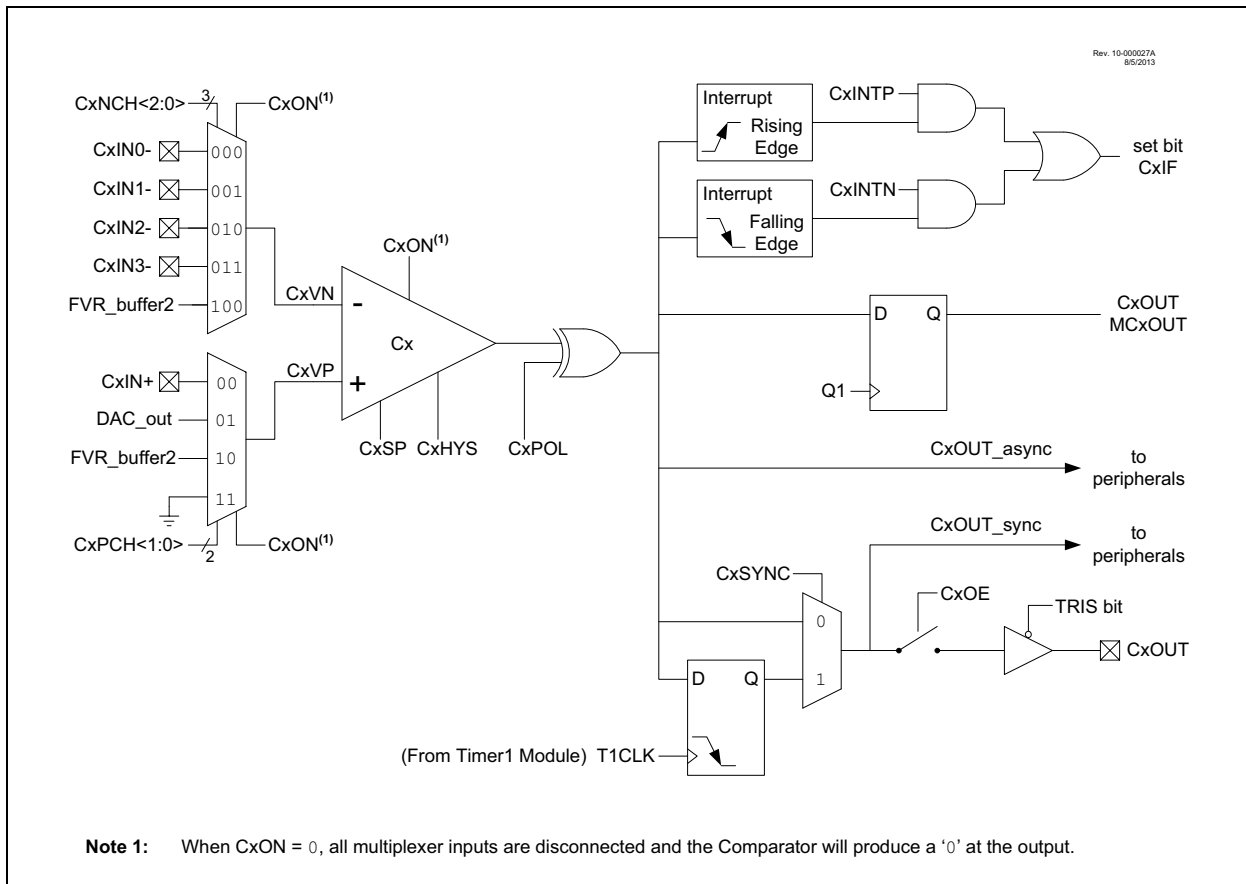 Rev. 10-000027A
8/5/2013
CxNCH<2:0>
3
CxON(1)
CxIN0-
000
CxIN1-
001
CxIN2-
010
CxIN3-
011
FVR_buffer2
100
CxVN
CxON(1)
-
Cx
+
CxVP
CxIN+
00
DAC_out
01
FVR_buffer2
10
11
CxPCH<1:0>
2
CxON(1)
CxSP
CxHYS
CxPOL
Interrupt
Rising
Edge
CxINTP
Interrupt
Falling
Edge
CxINTN
set bit
CxIF
D
Q
Q1
CxOUT
MCxOUT
CxOUT_async
to
peripherals
CxOUT_sync
to
peripherals
CxSYNC
0
1
CxOE
TRIS bit
CxOUT
D
Q
(From Timer1 Module) T1CLK
Note 1: When CxON = 0, all multiplexer inputs are disconnected and the Comparator will produce a ‘0’ at the output.